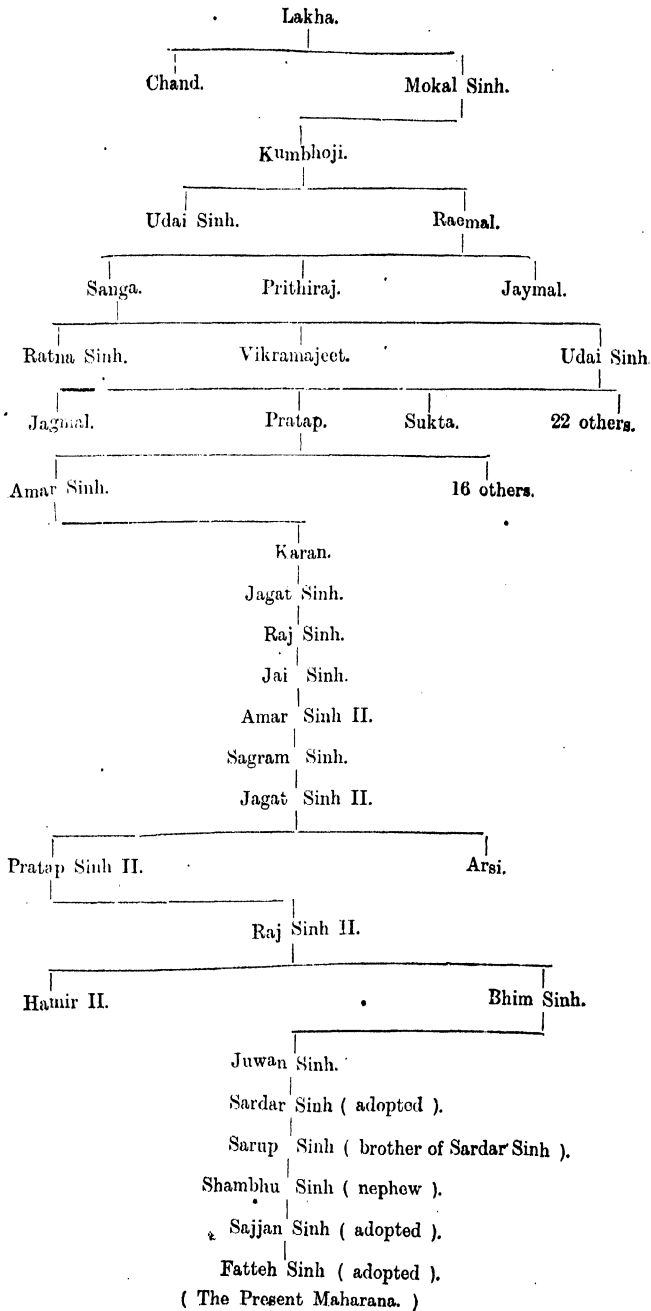 Lakha.
Chand. Mokal Sinh.
Kumbhoji.
Udai Sinh. Raemal.
Sanga. Prithiraj. Jaymal.
Ratna Sinh. Vikramajeet. Udai Sinh.
Jagmal. Pratap. Sukta. 22 others.
Amar Sinh. 16 others.
Karan.
Jagat Sinh.
Raj Sinh.
Jai Sinh.
Amar Sinh II.
Sagram Sinh.
Jagat Sinh II.
Pratap Sinh II. Arsi.
Raj Sinh II.
Hamir II. Bhim Sinh.
Juwan Sinh.
Sardar Sinh ( adopted ).
Sarup Sinh ( brother of Sardar Sinh ).
Shambhu Sinh ( nephew ).
Sajjan Sinh ( adopted ).
Fatteh Sinh ( adopted ).
( The Present Maharana. )